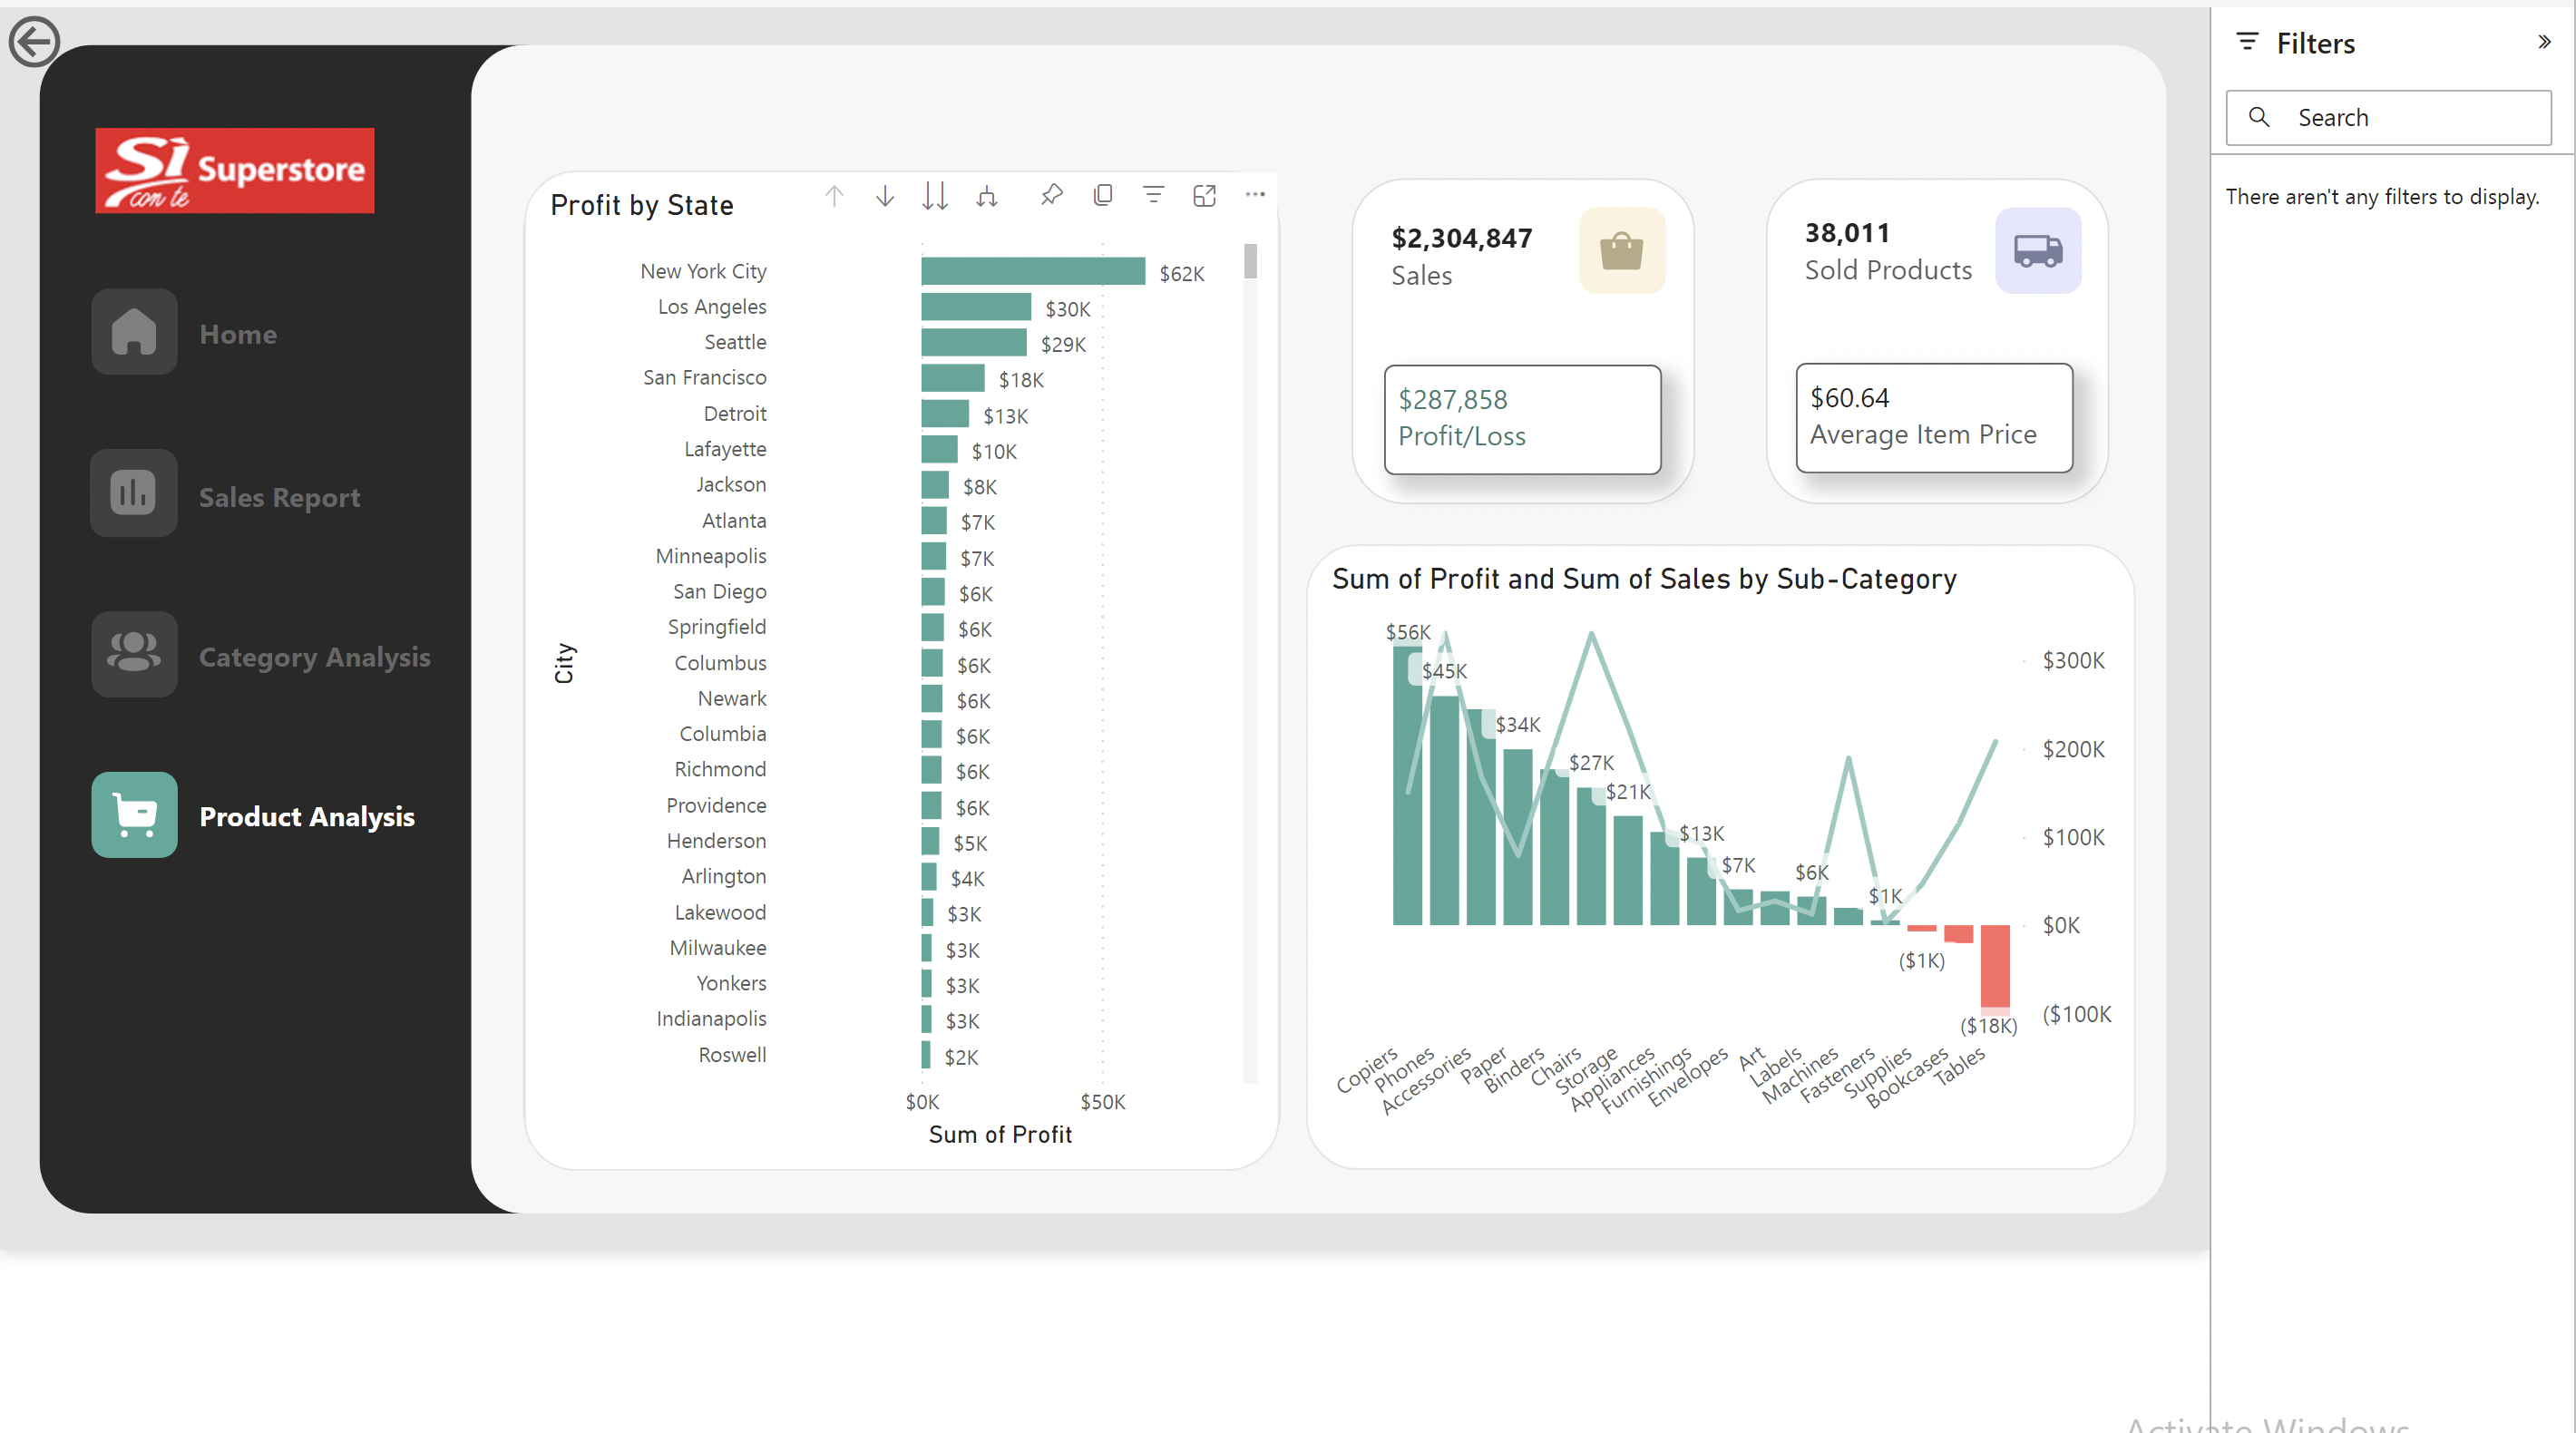 Filters
Search
There aren't any filters to display.
Sì
con te
Superstore
Home
Sales Report
Category Analysis
Product Analysis
Profit by State
City
New York City $62K
Los Angeles $30K
Seattle $29K
San Francisco $18K
Detroit $13K
Lafayette $10K
Jackson $8K
Atlanta $7K
Minneapolis $7K
San Diego $6K
Springfield $6K
Columbus $6K
Newark $6K
Columbia $6K
Richmond $6K
Providence $6K
Henderson $5K
Arlington $4K
Lakewood $3K
Milwaukee $3K
Yonkers $3K
Indianapolis $3K
Roswell $2K
$0K $50K
Sum of Profit
$2,304,847
Sales
$287,858
Profit/Loss
38,011
Sold Products
$60.64
Average Item Price
Sum of Profit and Sum of Sales by Sub-Category
$56K
$45K
$34K
$27K
$21K
$13K
$7K
$6K
$1K
($1K)
($18K)
$300K
$200K
$100K
$0K
($100K
Copiers
Phones
Accessories
Paper
Binders
Chairs
Storage
Appliances
Furnishings
Envelopes
Art
Labels
Machines
Fasteners
Supplies
Bookcases
Tables
Activate Windows